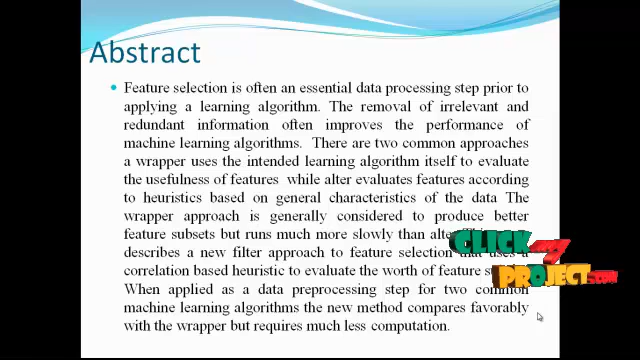 Abstract
• Feature selection is often an essential data processing step prior to
applying a learning algorithm. The removal of irrelevant and
redundant information often improves the performance of
machine learning algorithms. There are two common approaches
a wrapper uses the intended learning algorithm itself to evaluate
the usefulness of features while alter evaluates features according
to heuristics based on general characteristics of the data The
wrapper approach is generally considered to produce better
feature subsets but runs much more slowly than
describes a new filter approach to feature selection that uses a
correlation based heuristic to evaluate the worth of feature
When applied as a data preprocessing step for two common
machine learning algorithms the new method compares favorably
with the wrapper but requires much less computation.
CLICK my
PROJECT.COM